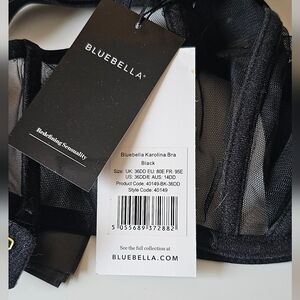 BLUEBELLA®
Redefining Sensuality
Bluebella Karolina Bra
Black
Size: UK: 36DD EU: 80E FR: 95E
US: 36DD/E AUS: 14DD
Product Code: 40149-BK-36DD
Style Code: 40149
5 055689 372882 >
See the full collection at
BLUEBELLA.COM